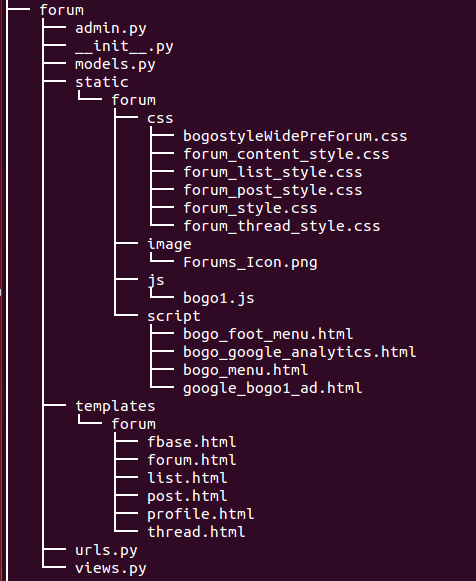 forum
admin.py
__init__.py
models.py
static
forum
css
bogostyleWidePreForum.css
forum_content_style.css
forum_list_style.css
forum_post_style.css
forum_style.css
forum_thread_style.css
image
Forums_Icon.png
js
bogo1.js
script
bogo_foot_menu.html
bogo_google_analytics.html
bogo_menu.html
google_bogo1_ad.html
templates
forum
fbase.html
forum.html
list.html
post.html
profile.html
thread.html
urls.py
views.py